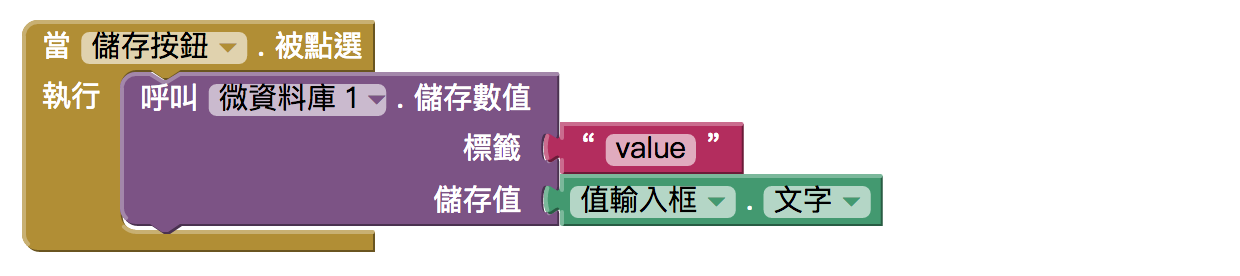 當 儲存按鈕 . 被點選
執行 呼叫 微資料庫 1 . 儲存數值
標籤 “ value ”
儲存值 值輸入框 . 文字